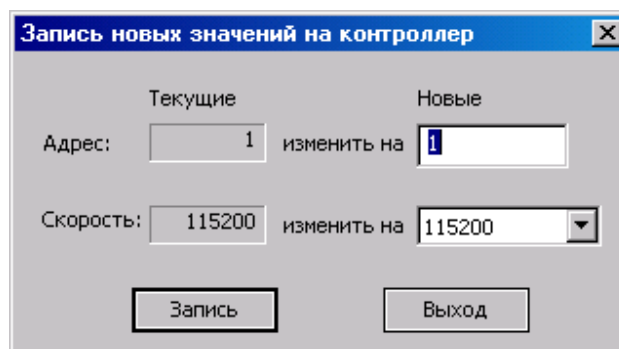 Запись новых значений на контроллер
Текущие Новые
Адрес: 1 изменить на 1
Скорость: 115200 изменить на 115200
Запись Выход